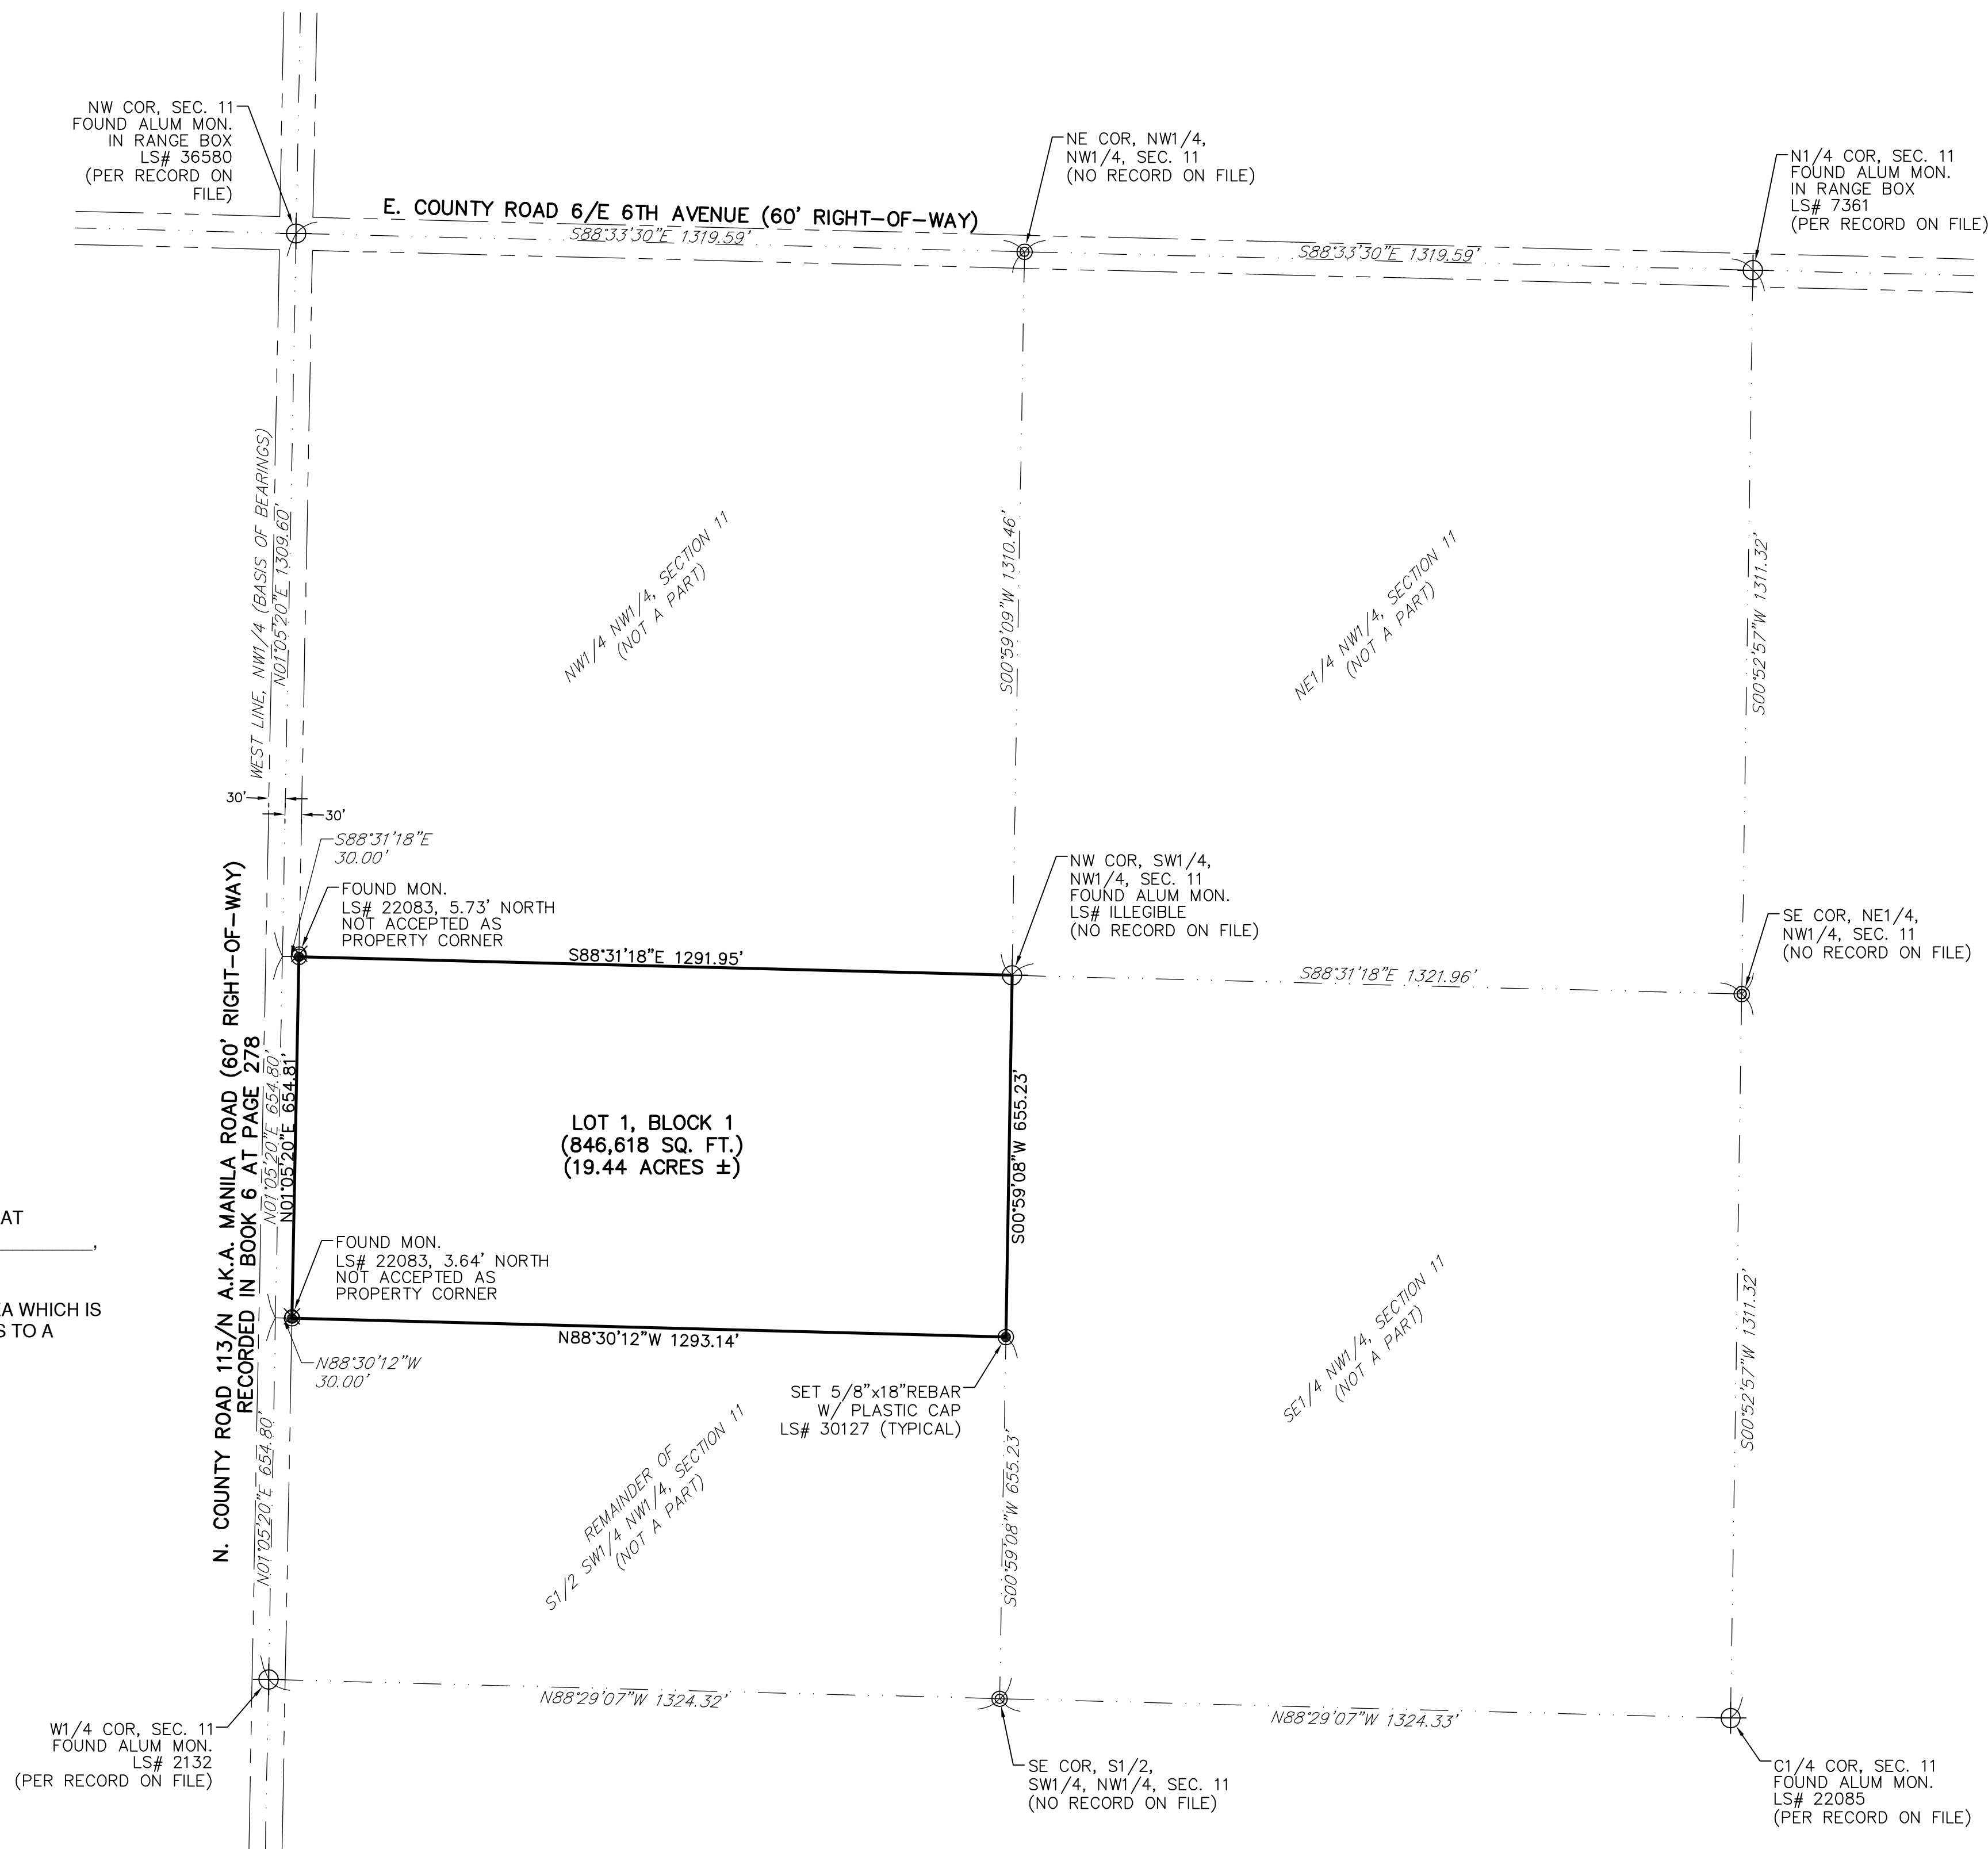 NW COR, SEC. 11
FOUND ALUM MON.
IN RANGE BOX
LS# 36580
(PER RECORD ON
FILE)
NE COR, NW1/4,
NW1/4, SEC. 11
(NO RECORD ON FILE)
N1/4 COR, SEC. 11
FOUND ALUM MON.
IN RANGE BOX
LS# 7361
(PER RECORD ON FILE)
E. COUNTY ROAD 6/E 6TH AVENUE (60' RIGHT-OF-WAY)
S88°33'30"E 1319.59'
S88°33'30"E 1319.59'
WEST LINE, NW1/4 (BASIS OF BEARINGS)
N01°05'20"E 1309.60'
NW1/4 NW1/4, SECTION 11
(NOT A PART)
S00°59'09"W 1310.46'
NE1/4 NW1/4, SECTION 11
(NOT A PART)
S00°52'57"W 1311.32'
30'
30'
S88°31'18"E
30.00'
FOUND MON.
LS# 22083, 5.73' NORTH
NOT ACCEPTED AS
PROPERTY CORNER
NW COR, SW1/4,
NW1/4, SEC. 11
FOUND ALUM MON.
LS# ILLEGIBLE
(NO RECORD ON FILE)
SE COR, NE1/4,
NW1/4, SEC. 11
(NO RECORD ON FILE)
S88°31'18"E 1291.95'
S88°31'18"E 1321.96'
N. COUNTY ROAD 113/N A.K.A. MANILA ROAD (60' RIGHT-OF-WAY)
RECORDED IN BOOK 6 AT PAGE 278
N01°05'20"E 654.80'
N01°05'20"E 654.81'
LOT 1, BLOCK 1
(846,618 SQ. FT.)
(19.44 ACRES ±)
S00°59'08"W 655.23'
AT
,
A WHICH IS
S TO A
FOUND MON.
LS# 22083, 3.64' NORTH
NOT ACCEPTED AS
PROPERTY CORNER
N88°30'12"W 1293.14'
N88°30'12"W
30.00'
SET 5/8"x18"REBAR
W/ PLASTIC CAP
LS# 30127 (TYPICAL)
SE1/4 NW1/4, SECTION 11
(NOT A PART)
S00°52'57"W 1311.32'
N01°05'20"E 654.80'
REMAINDER OF
S1/2 SW1/4 NW1/4, SECTION 11
(NOT A PART)
S00°59'08"W 655.23'
N88°29'07"W 1324.32'
N88°29'07"W 1324.33'
W1/4 COR, SEC. 11
FOUND ALUM MON.
LS# 2132
(PER RECORD ON FILE)
SE COR, S1/2,
SW1/4, NW1/4, SEC. 11
(NO RECORD ON FILE)
C1/4 COR, SEC. 11
FOUND ALUM MON.
LS# 22085
(PER RECORD ON FILE)